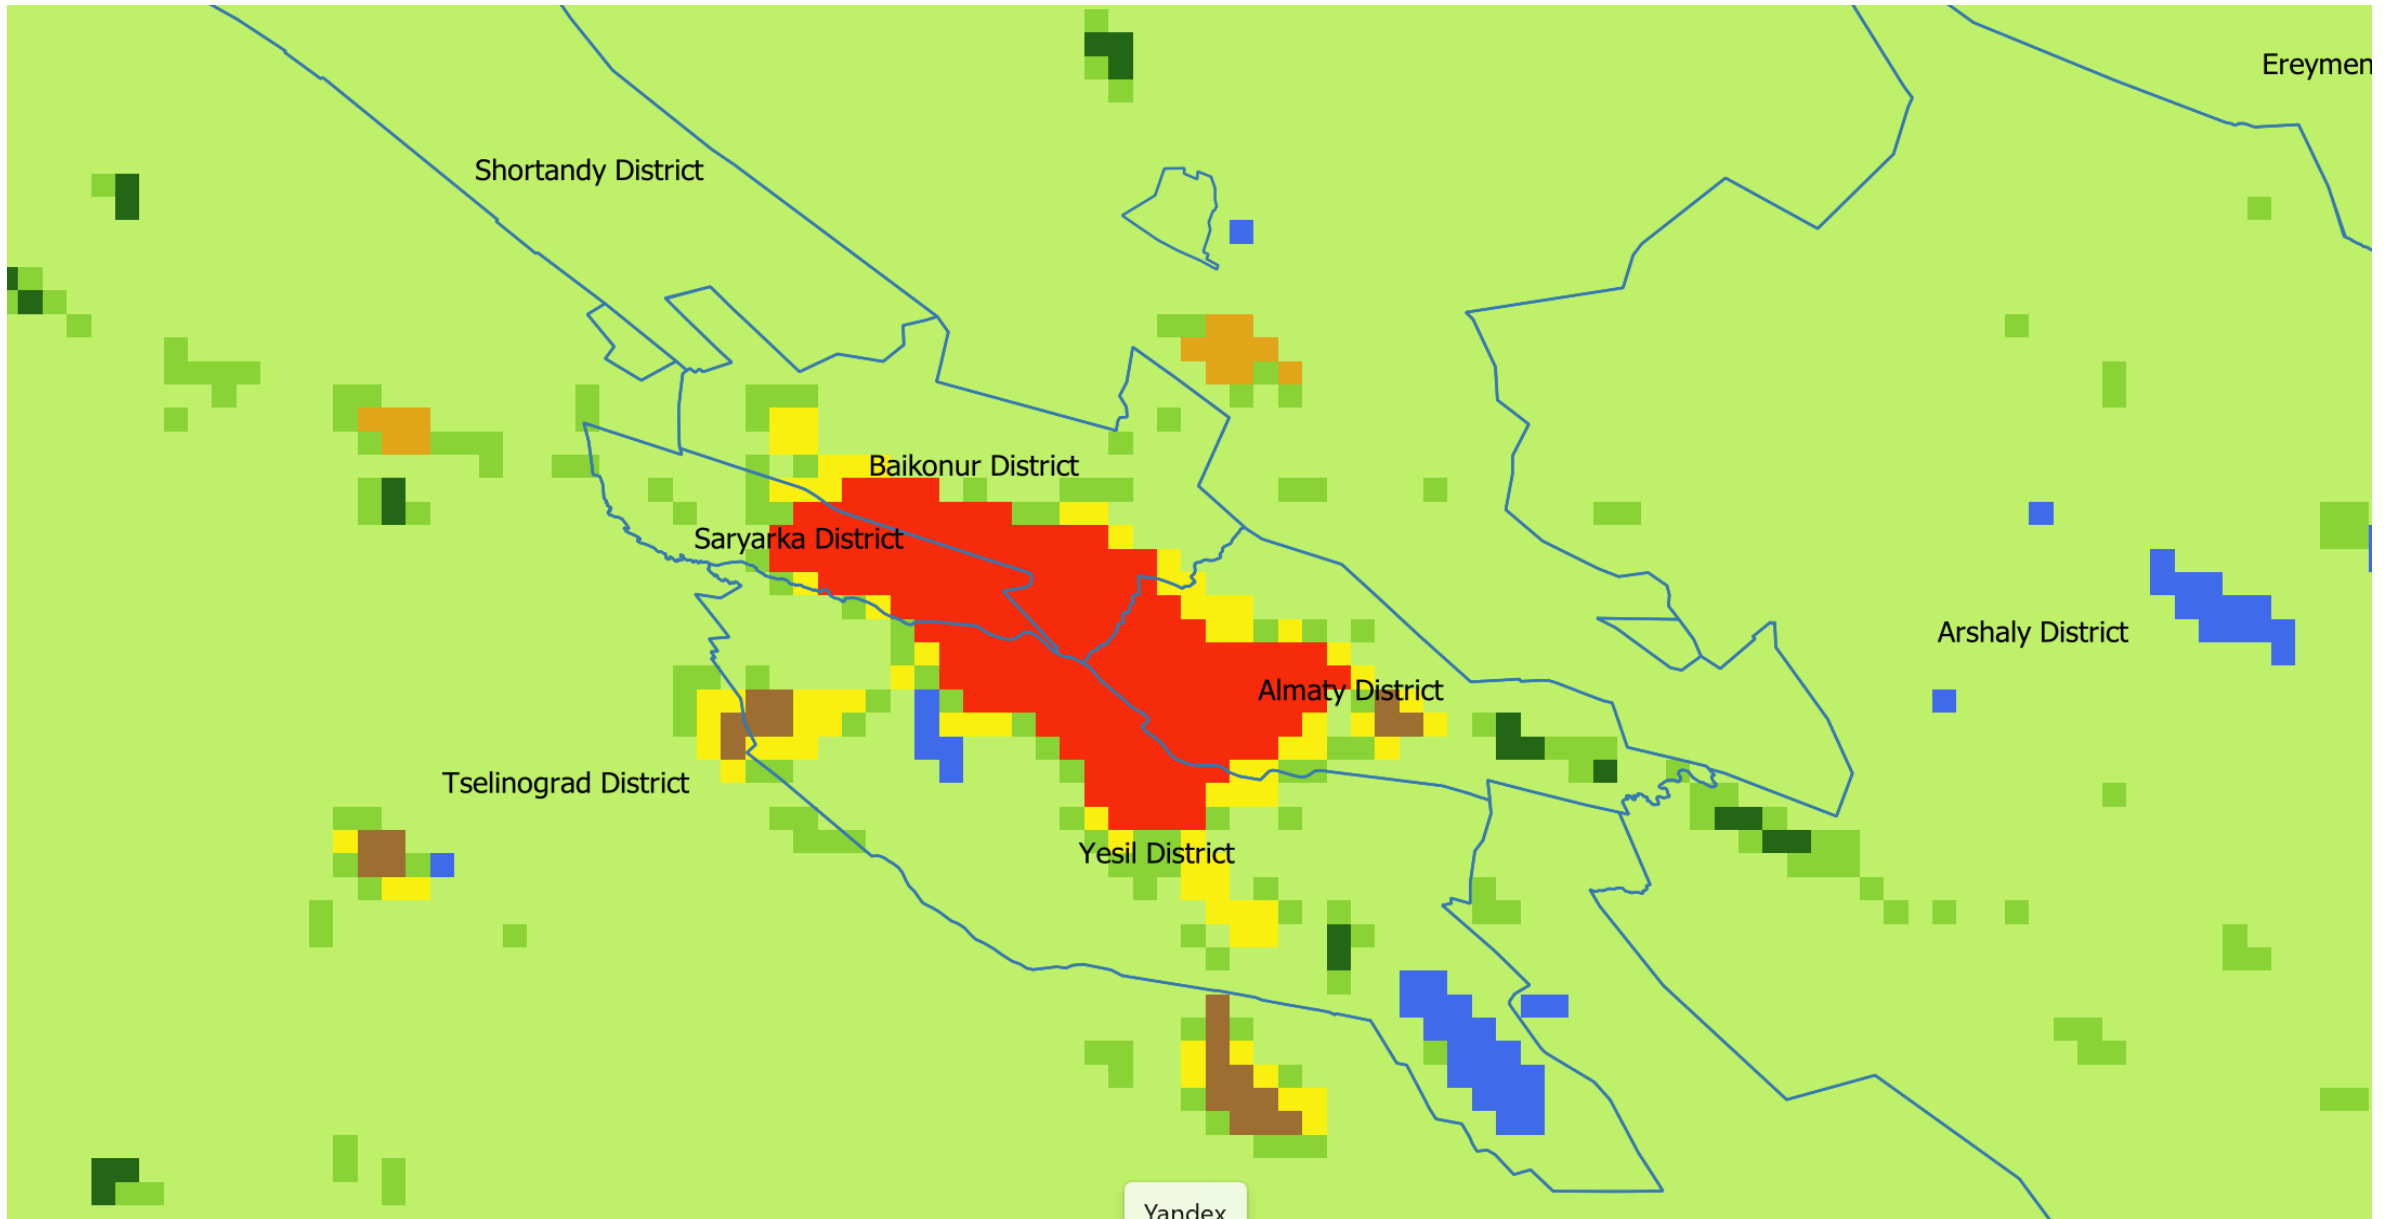 Ereymen
Shortandy District
Baikonur District
Saryarka District
Arshaly District
Almaty District
Tselinograd District
Yesil District
Yandex